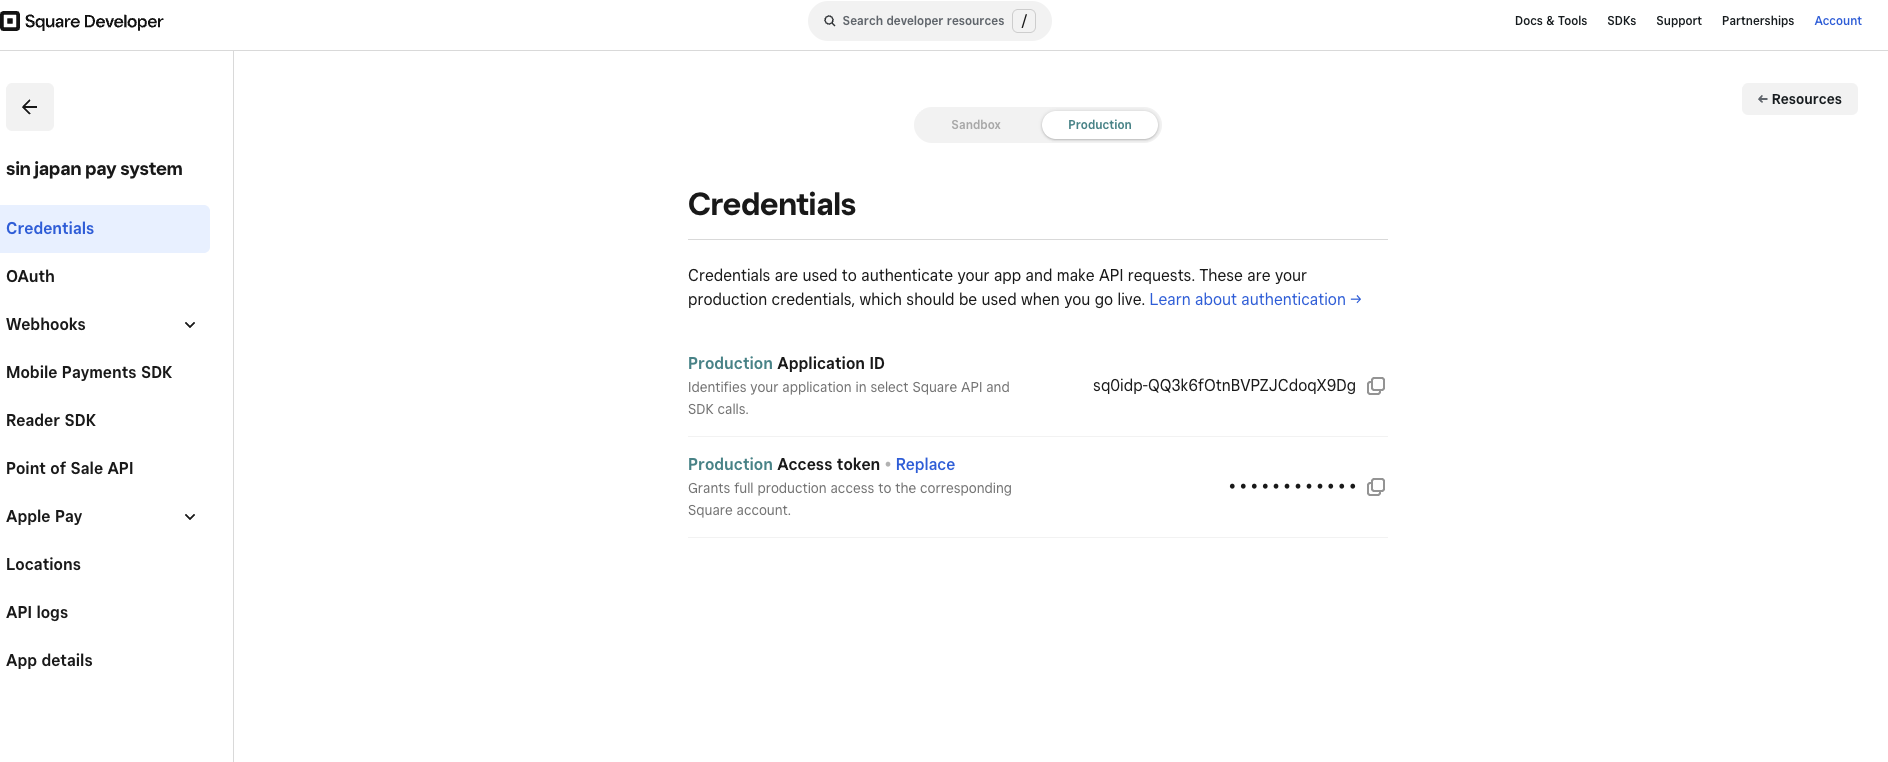 Square Developer
Search developer resources /
Docs & Tools SDKs Support Partnerships Account
← Resources
Sandbox Production
sin japan pay system
Credentials
OAuth
Webhooks
Mobile Payments SDK
Reader SDK
Point of Sale API
Apple Pay
Locations
API logs
App details
Credentials
Credentials are used to authenticate your app and make API requests. These are your
production credentials, which should be used when you go live. Learn about authentication →
Production Application ID
Identifies your application in select Square API and
SDK calls.
sq0idp-QQ3k6fOtnBVPZJCdoqX9Dg
Production Access token • Replace
Grants full production access to the corresponding
Square account.
••••••••••••